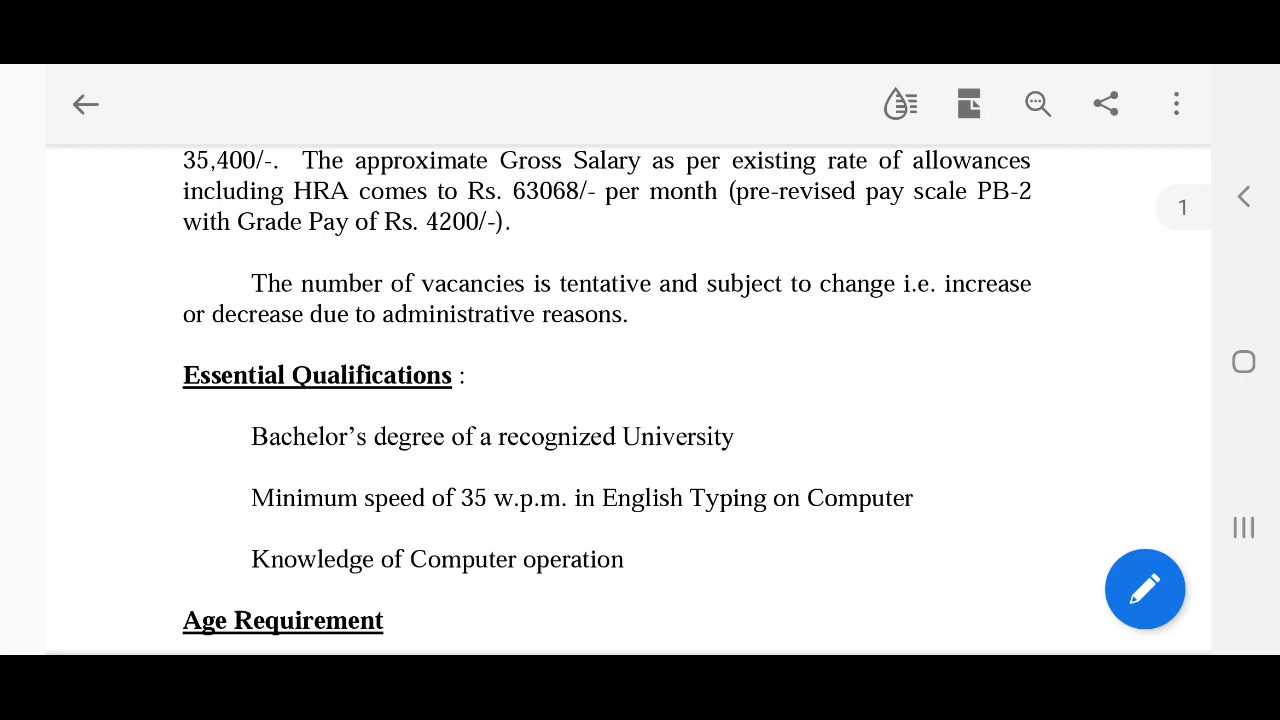 35,400/-. The approximate Gross Salary as per existing rate of allowances
including HRA comes to Rs. 63068/- per month (pre-revised pay scale PB-2
with Grade Pay of Rs. 4200/-).
1
The number of vacancies is tentative and subject to change i.e. increase
or decrease due to administrative reasons.
Essential Qualifications :
Bachelor’s degree of a recognized University
Minimum speed of 35 w.p.m. in English Typing on Computer
Knowledge of Computer operation
Age Requirement